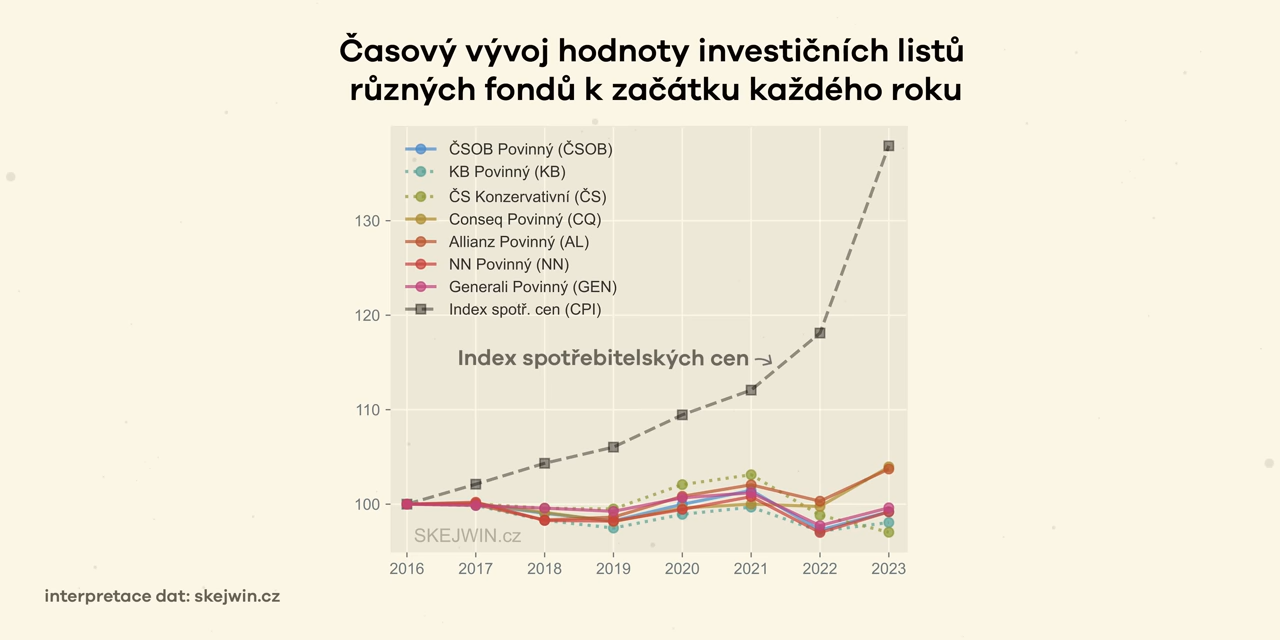 Časový vývoj hodnoty investičních listů
různých fondů k začátku každého roku
ČSOB Povinný (ČSOB)
KB Povinný (KB)
ČS Konzervativní (ČS)
Conseq Povinný (CQ)
Allianz Povinný (AL)
NN Povinný (NN)
Generali Povinný (GEN)
Index spotř. cen (CPI)
130
120
Index spotřebitelských cen
110
100
SKEJWIN.cz
2016 2017 2018 2019 2020 2021 2022 2023
interpretace dat: skejwin.cz